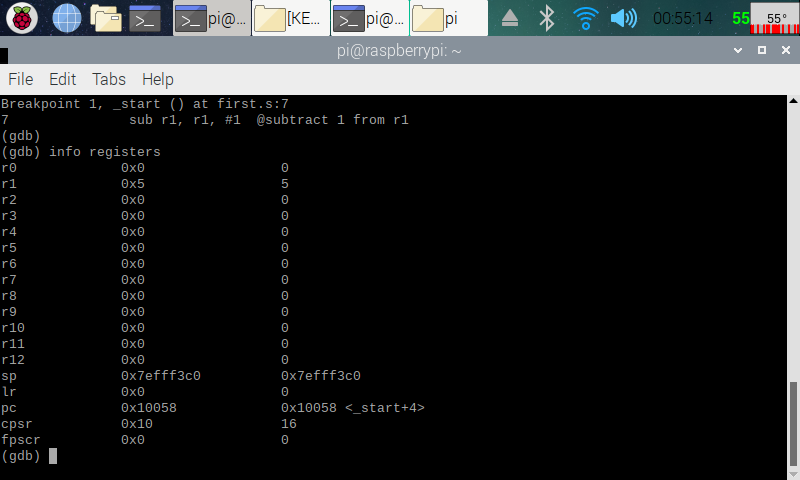 pi@... [KE... pi@... pi 00:55:14 55 55°
pi@raspberrypi: ~
File Edit Tabs Help
Breakpoint 1, _start () at first.s:7
7               sub r1, r1, #1  @subtract 1 from r1
(gdb)
(gdb) info registers
r0             0x0                 0
r1             0x5                 5
r2             0x0                 0
r3             0x0                 0
r4             0x0                 0
r5             0x0                 0
r6             0x0                 0
r7             0x0                 0
r8             0x0                 0
r9             0x0                 0
r10            0x0                 0
r11            0x0                 0
r12            0x0                 0
sp             0x7efff3c0          0x7efff3c0
lr             0x0                 0
pc             0x10058             0x10058 <_start+4>
cpsr           0x10                16
fpscr          0x0                 0
(gdb)